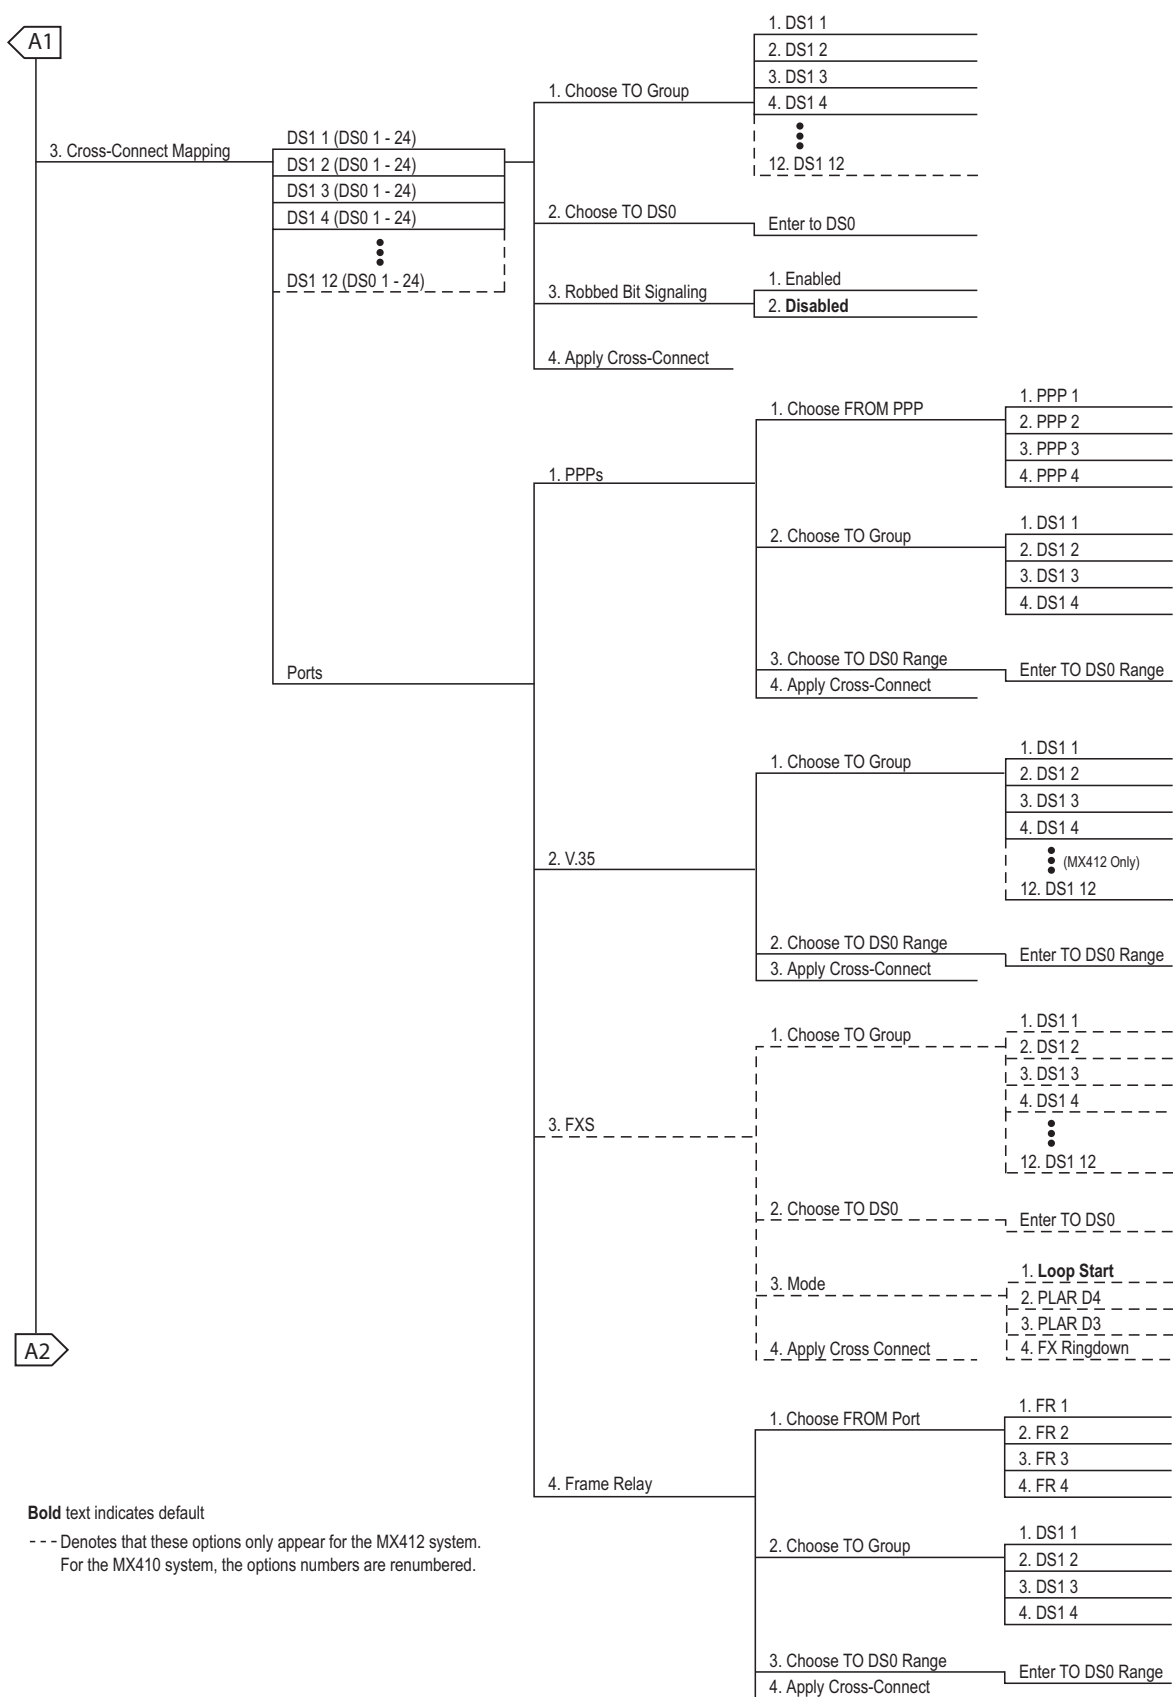 A1
3. Cross-Connect Mapping
DS1 1 (DS0 1 - 24)
DS1 2 (DS0 1 - 24)
DS1 3 (DS0 1 - 24)
DS1 4 (DS0 1 - 24)
DS1 12 (DS0 1 - 24)
1. Choose TO Group
1. DS1 1
2. DS1 2
3. DS1 3
4. DS1 4
12. DS1 12
2. Choose TO DS0
Enter to DS0
3. Robbed Bit Signaling
1. Enabled
2. Disabled
4. Apply Cross-Connect
Ports
1. PPPs
1. Choose FROM PPP
1. PPP 1
2. PPP 2
3. PPP 3
4. PPP 4
2. Choose TO Group
1. DS1 1
2. DS1 2
3. DS1 3
4. DS1 4
3. Choose TO DS0 Range
Enter TO DS0 Range
4. Apply Cross-Connect
2. V.35
1. Choose TO Group
1. DS1 1
2. DS1 2
3. DS1 3
4. DS1 4
(MX412 Only)
12. DS1 12
2. Choose TO DS0 Range
Enter TO DS0 Range
3. Apply Cross-Connect
3. FXS
1. Choose TO Group
1. DS1 1
2. DS1 2
3. DS1 3
4. DS1 4
12. DS1 12
2. Choose TO DS0
Enter TO DS0
3. Mode
1. Loop Start
2. PLAR D4
3. PLAR D3
4. FX Ringdown
4. Apply Cross Connect
4. Frame Relay
1. Choose FROM Port
1. FR 1
2. FR 2
3. FR 3
4. FR 4
2. Choose TO Group
1. DS1 1
2. DS1 2
3. DS1 3
4. DS1 4
3. Choose TO DS0 Range
Enter TO DS0 Range
4. Apply Cross-Connect
A2
Bold text indicates default
- - - Denotes that these options only appear for the MX412 system.
For the MX410 system, the options numbers are renumbered.